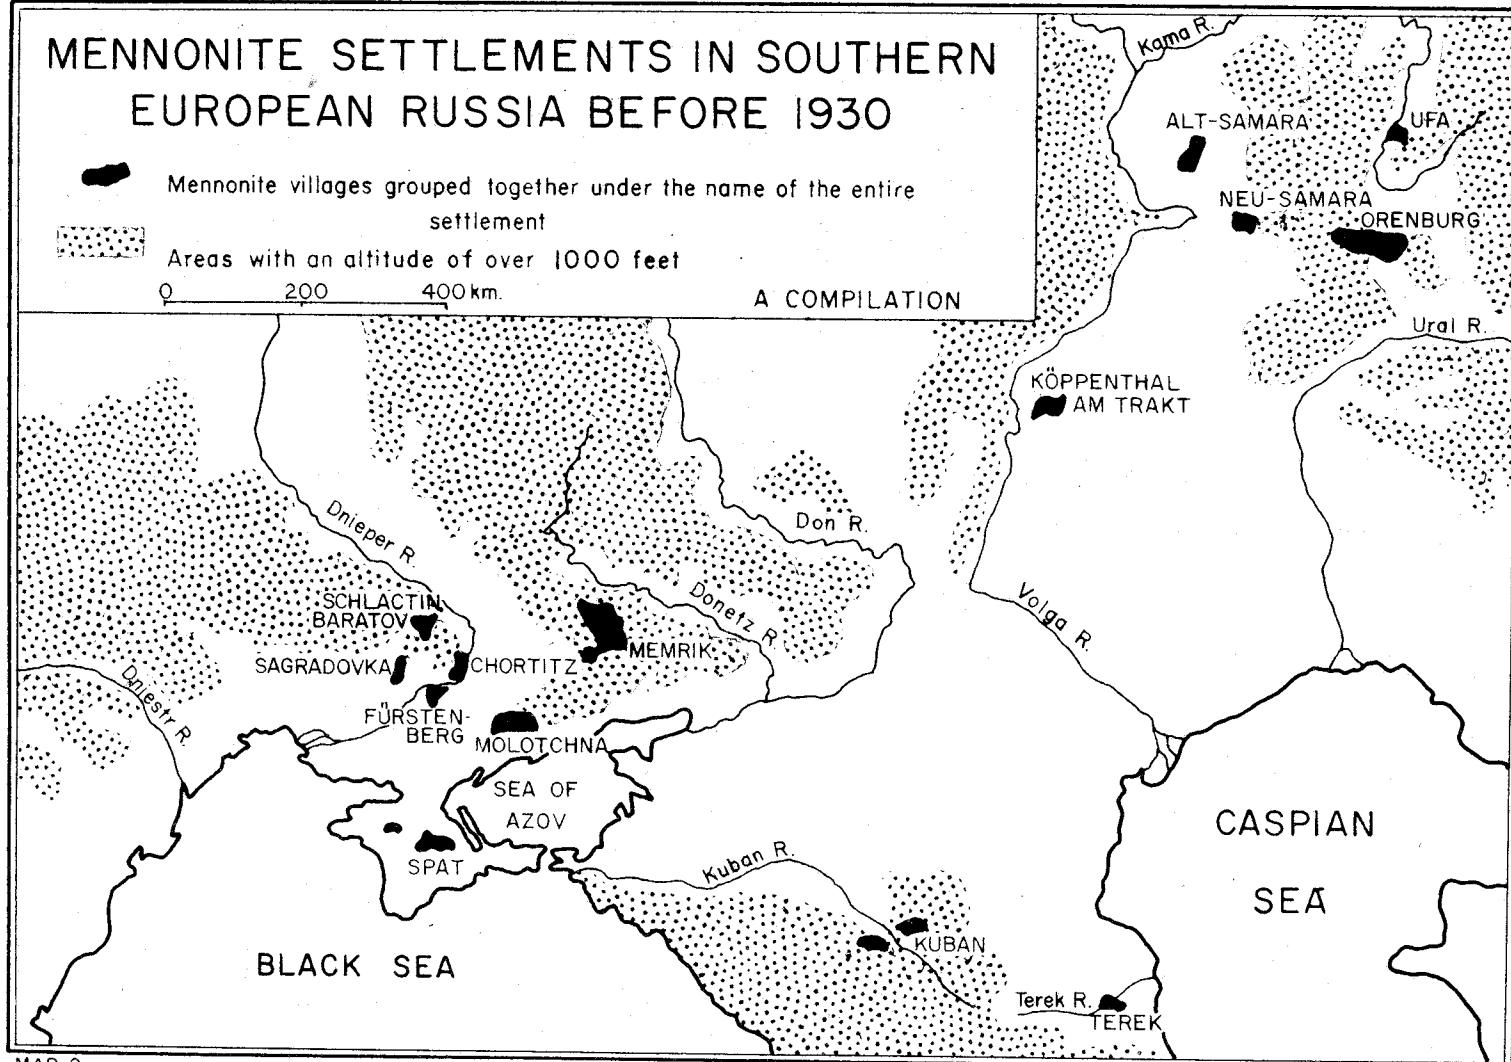 MENNONITE SETTLEMENTS IN SOUTHERN
EUROPEAN RUSSIA BEFORE 1930
Mennonite villages grouped together under the name of the entire
settlement
Areas with an altitude of over 1000 feet
0 200 400 km.
A COMPILATION
Kama R.
ALT-SAMARA
UFA
NEU-SAMARA
ORENBURG
Ural R.
KÖPPENTHAL
AM TRAKT
Dnieper R.
Don R.
Donetz R.
Volga R.
SCHLACTIN
BARATOV
SAGRADOVKA
CHORTITZ
MEMRIK
Dniestr R.
FÜRSTEN-
BERG
MOLOTCHNA
SEA OF
AZOV
SPAT
CASPIAN
SEA
Kuban R.
KUBAN
BLACK SEA
Terek R.
TEREK